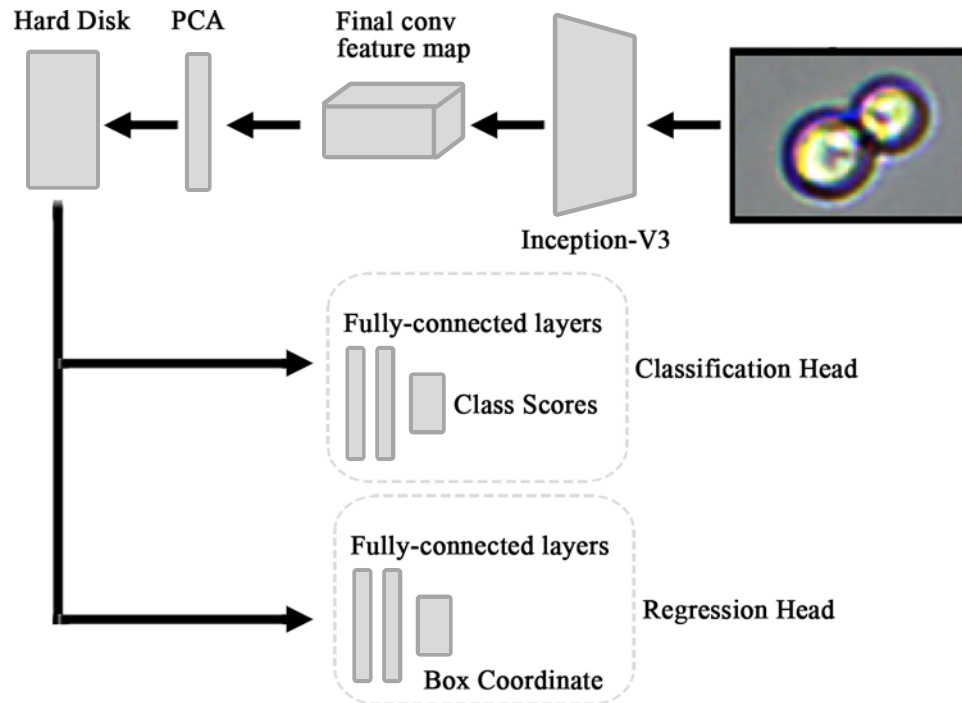 Hard Disk
PCA
Final conv
feature map
Inception-V3
Fully-connected layers
Class Scores
Classification Head
Fully-connected layers
Box Coordinate
Regression Head